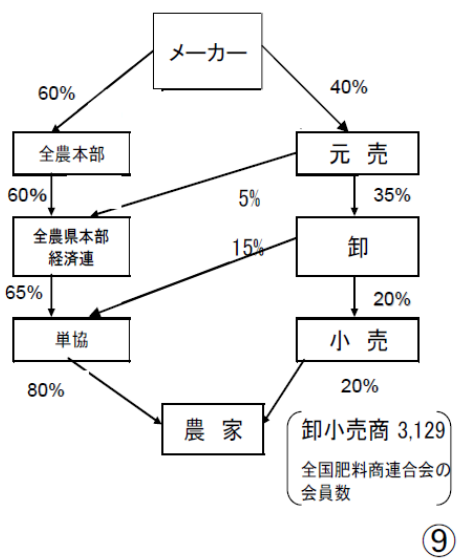 メーカー
60%
40%
全農本部
元売
60%
5%
35%
全農県本部
経済連
15%
卸
65%
20%
単協
小売
80%
20%
農家
卸小売商 3,129
全国肥料商連合会の
会員数
⑨